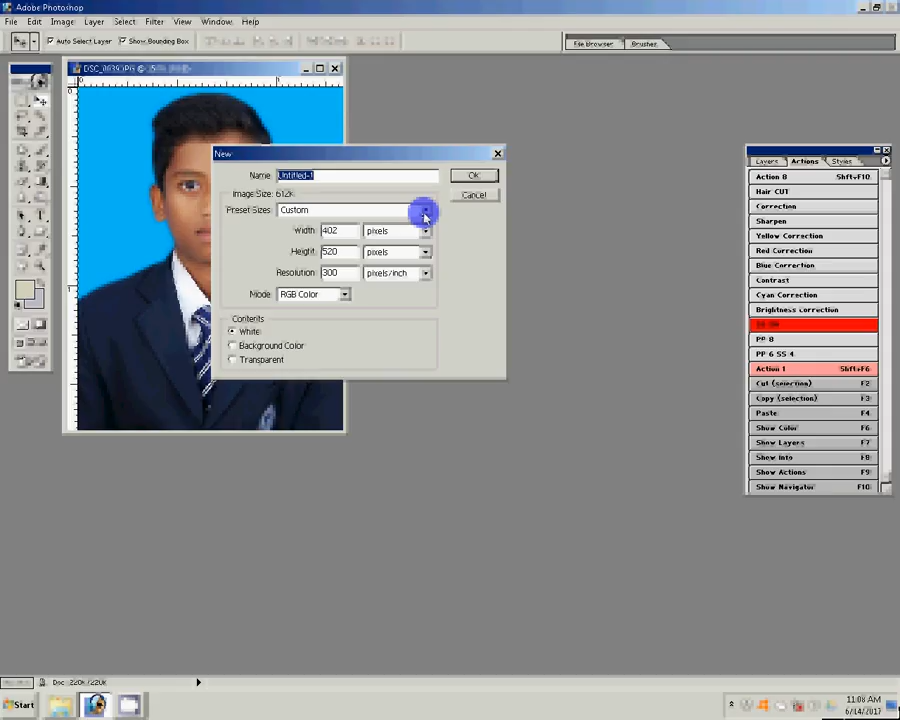 Adobe Photoshop
File Edit Image Layer Select Filter View Window Help
Auto Select Layer Show Bounding Box File Browser Brushes
New
Name Untitled-1 OK
Image Size: 612K Cancel
Preset Sizes Custom
Width: 402 pixels
Height: 520 pixels
Resolution: 300 pixels/inch
Mode: RGB Color
Contents
White
Background Color
Transparent
Layers Actions Styles
Action 8 Shft+F10
Hair CUT
Correction
Sharpen
Yellow Correction
Red Correction
Blue Correction
Contrast
Cyan Correction
Brightness correction
PP 8
PP 6 SS 4
Action 1 Shft+F6
Cut (selection) F2
Copy (selection) F3
Paste F4
Show Color F6
Show Layers F7
Show Info F8
Show Actions F9
Show Navigator F10
Doc: 220K/220K
Start 11:08 AM
6/14/2017